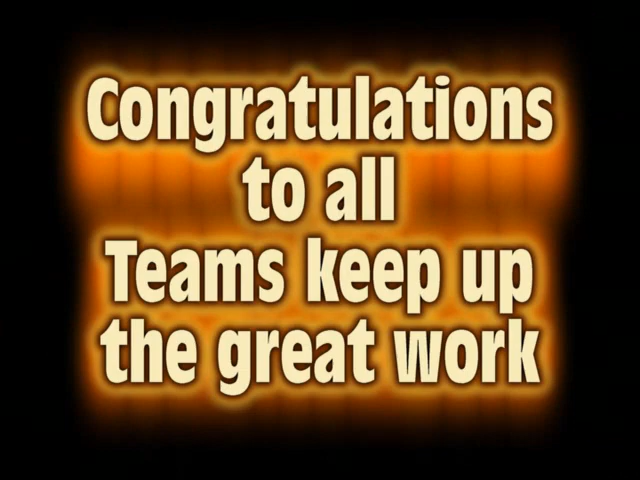 Congratulations
to all
Teams keep up
the great work